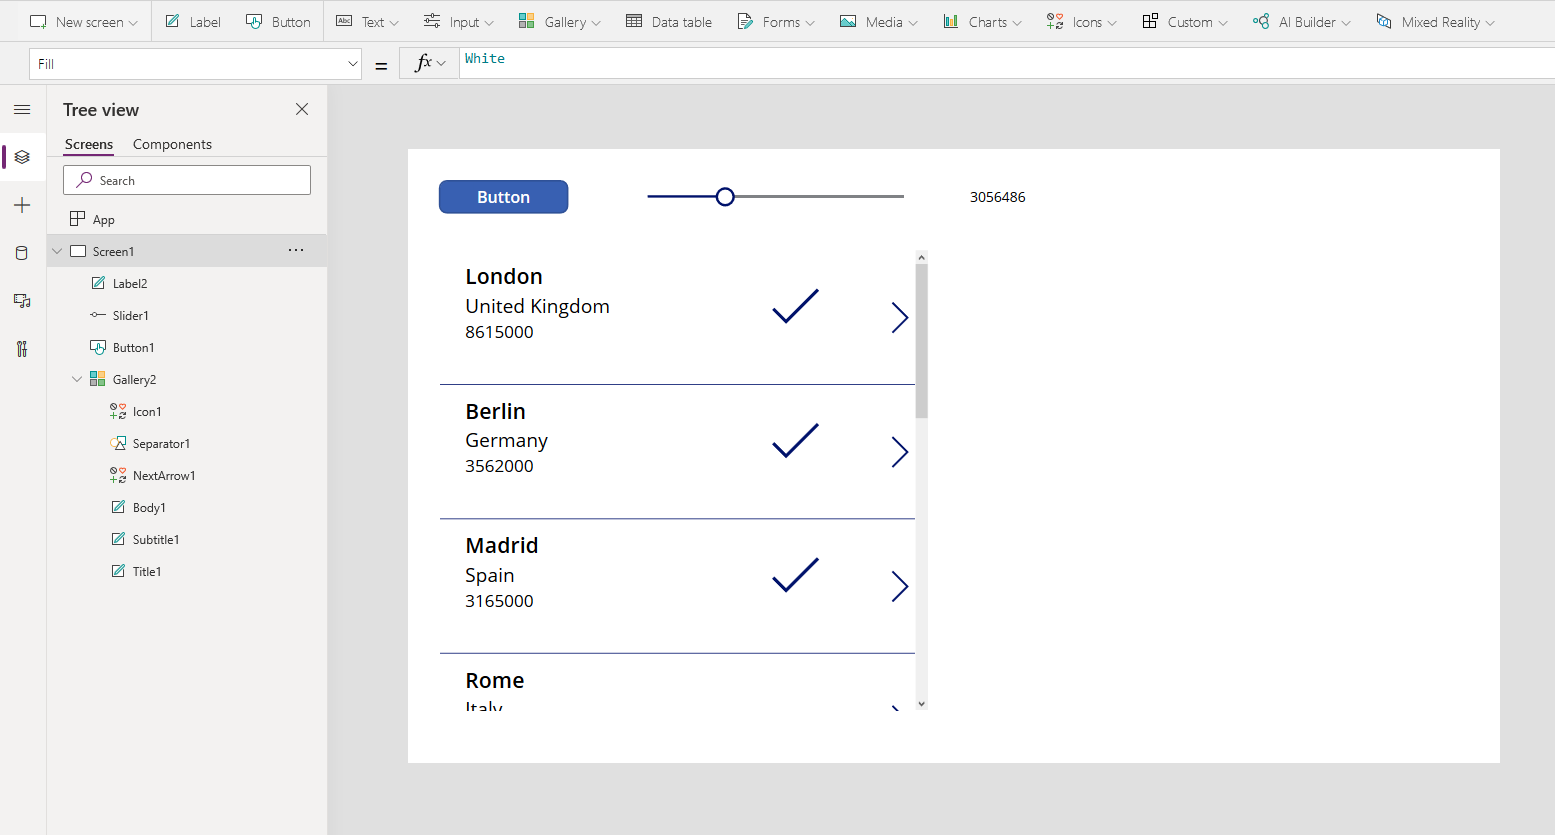 New screen Label Button Text Input Gallery Data table Forms Media Charts Icons Custom AI Builder Mixed Reality
Abc
Fill = fx White
Tree view
Screens Components
Search
App
Screen1
Label2
Slider1
Button1
Gallery2
Icon1
Separator1
NextArrow1
Body1
Subtitle1
Title1
Button 3056486
London
United Kingdom
8615000
Berlin
Germany
3562000
Madrid
Spain
3165000
Rome
Italy